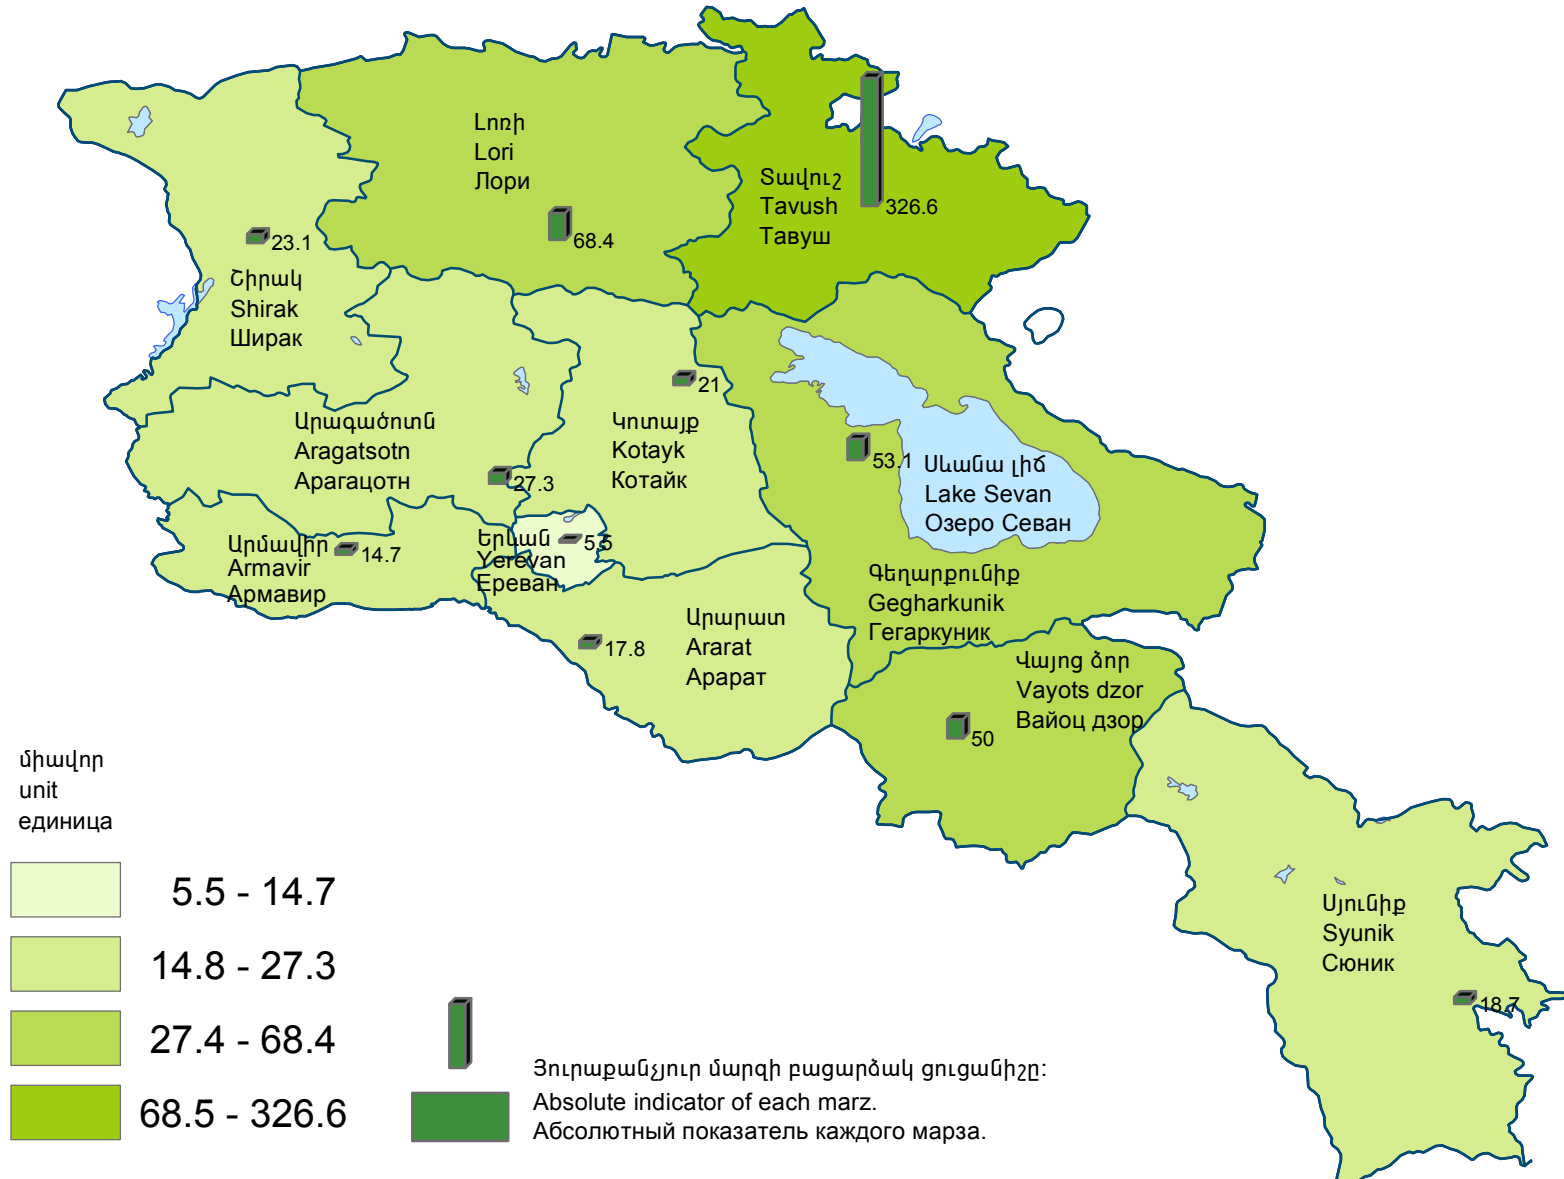 Լոռի
Lori
Лори
68.4
Տավուշ
Tavush
Тавуш
326.6
23.1
Շիրակ
Shirak
Ширак
21
Արագածոտն
Aragatsotn
Арагацотн
27.3
Կոտայք
Kotayk
Котайк
53.1
Սևանա լիճ
Lake Sevan
Озеро Севан
Արմավիր
Armavir
Армавир
14.7
Երևան
Yerevan
Ереван
5.5
Գեղարքունիք
Gegharkunik
Гегаркуник
17.8
Արարատ
Ararat
Арарат
Վայոց ձոր
Vayots dzor
Вайоц дзор
50
Սյունիք
Syunik
Сюник
18.7
միավոր
unit
единица
5.5 - 14.7
14.8 - 27.3
27.4 - 68.4
68.5 - 326.6
Յուրաքանչյուր մարզի բացարձակ ցուցանիշը:
Absolute indicator of each marz.
Абсолютный показатель каждого марза.